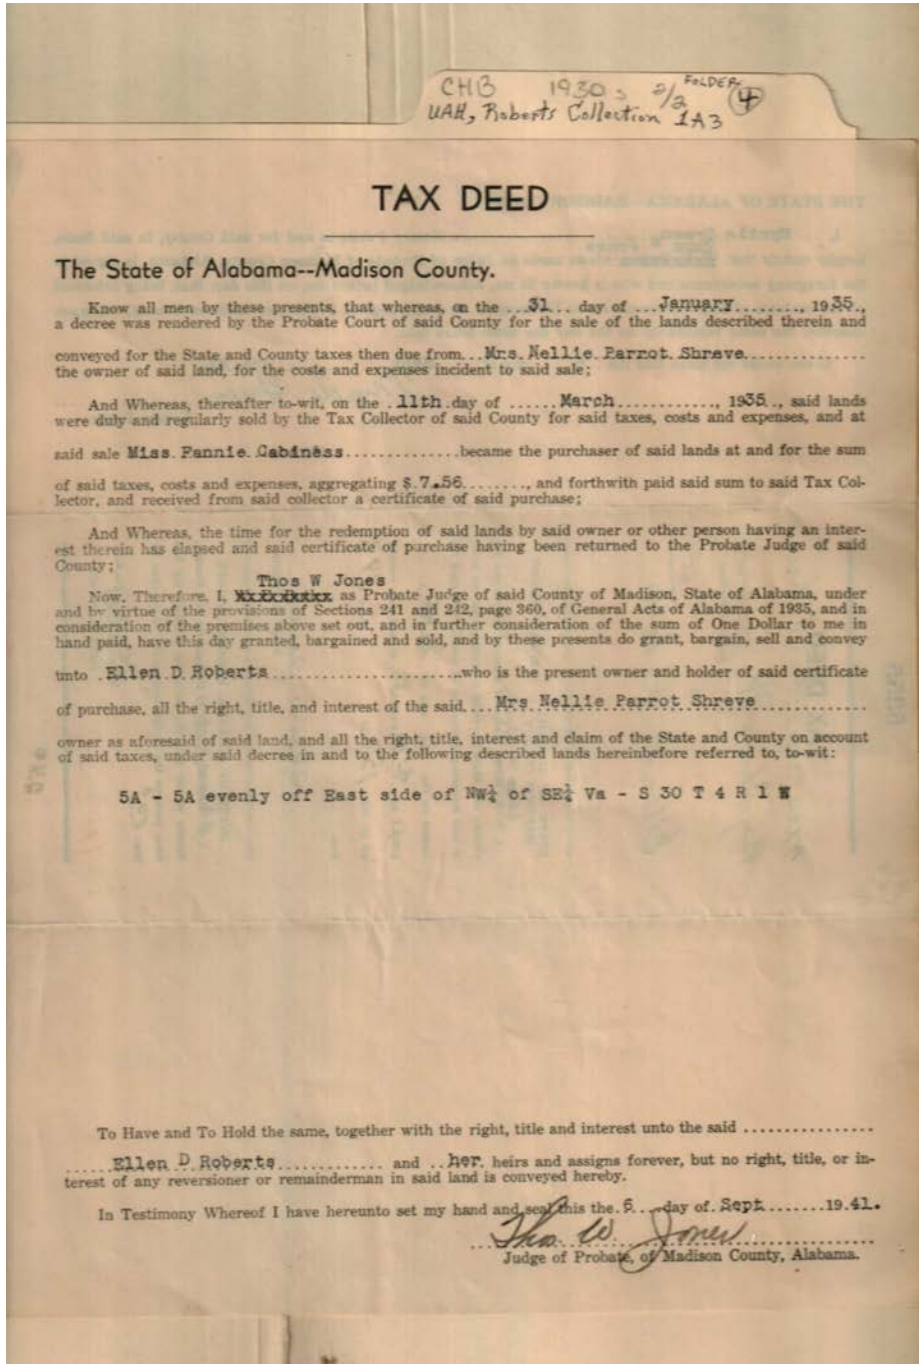 CHB 1930s 2/2 FOLDER 4
UAH, Roberts Collection 1A3
TAX DEED
The State of Alabama--Madison County.
Know all men by these presents, that whereas, on the ...31... day of ...January........., 1935.,
a decree was rendered by the Probate Court of said County for the sale of the lands described therein and
conveyed for the State and County taxes then due from...Mrs. Nellie. Parrot. Shreve...............
the owner of said land, for the costs and expenses incident to said sale;
And Whereas, thereafter to-wit, on the .11th.day of ......March..........., 1935., said lands
were duly and regularly sold by the Tax Collector of said County for said taxes, costs and expenses, and at
said sale Miss. Fannie. Cabiness..............became the purchaser of said lands at and for the sum
of said taxes, costs and expenses, aggregating $.7.56........, and forthwith paid said sum to said Tax Col-
lector, and received from said collector a certificate of said purchase;
And Whereas, the time for the redemption of said lands by said owner or other person having an inter-
est therein has elapsed and said certificate of purchase having been returned to the Probate Judge of said
County;
Thos W Jones
Now, Therefore, I, xxxxxxxxxx as Probate Judge of said County of Madison, State of Alabama, under
and by virtue of the provisions of Sections 241 and 242, page 360, of General Acts of Alabama of 1935, and in
consideration of the premises above set out, and in further consideration of the sum of One Dollar to me in
hand paid, have this day granted, bargained and sold, and by these presents do grant, bargain, sell and convey
unto .Ellen.D.Roberts.......................who is the present owner and holder of said certificate
of purchase, all the right, title, and interest of the said....Mrs Nellie Parrot Shreve..............
owner as aforesaid of said land, and all the right, title, interest and claim of the State and County on account
of said taxes, under said decree in and to the following described lands hereinbefore referred to, to-wit:
5A - 5A evenly off East side of NW¼ of SE¼ Va - S 30 T 4 R 1 W
To Have and To Hold the same, together with the right, title and interest unto the said ...............
......Ellen D Roberts............ and ..her. heirs and assigns forever, but no right, title, or in-
terest of any reversioner or remainderman in said land is conveyed hereby.
In Testimony Whereof I have hereunto set my hand and seal this the.6...day of.Sept.......19.41.
Thos W Jones
Judge of Probate, of Madison County, Alabama.